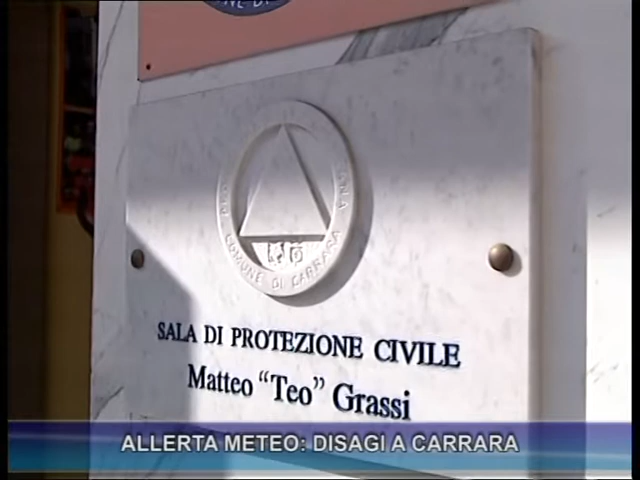 COMUNE DI CARRARA
SALA DI PROTEZIONE CIVILE
Matteo "Teo" Grassi
ALLERTA METEO: DISAGI A CARRARA